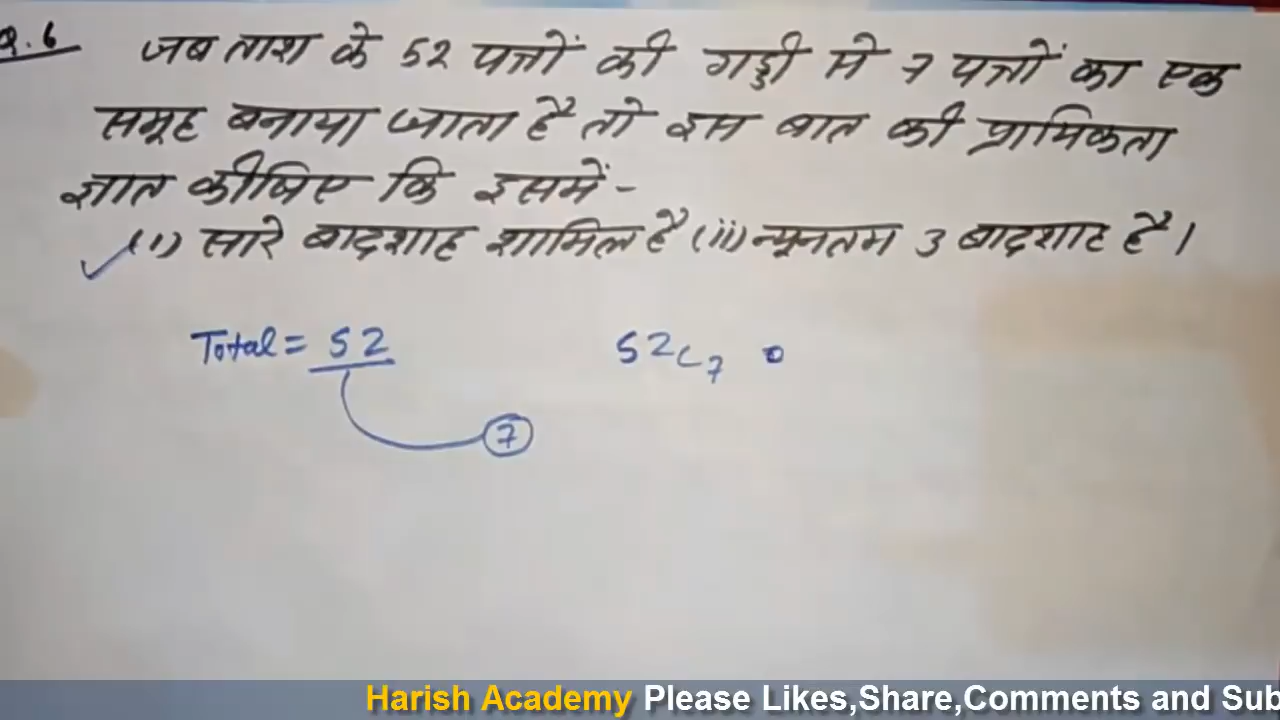 Q.6 जब ताश के 52 पत्तों की गड्डी मे 7 पत्तों का एक
समूह बनाया जाता है तो इस बात की प्रायिकता
ज्ञात कीजिए कि इसमें -
(i) सारे बादशाह शामिल है (ii) न्यूनतम 3 बादशाह है।
Total = 52 52C7
7
Harish Academy Please Likes,Share,Comments and Sub